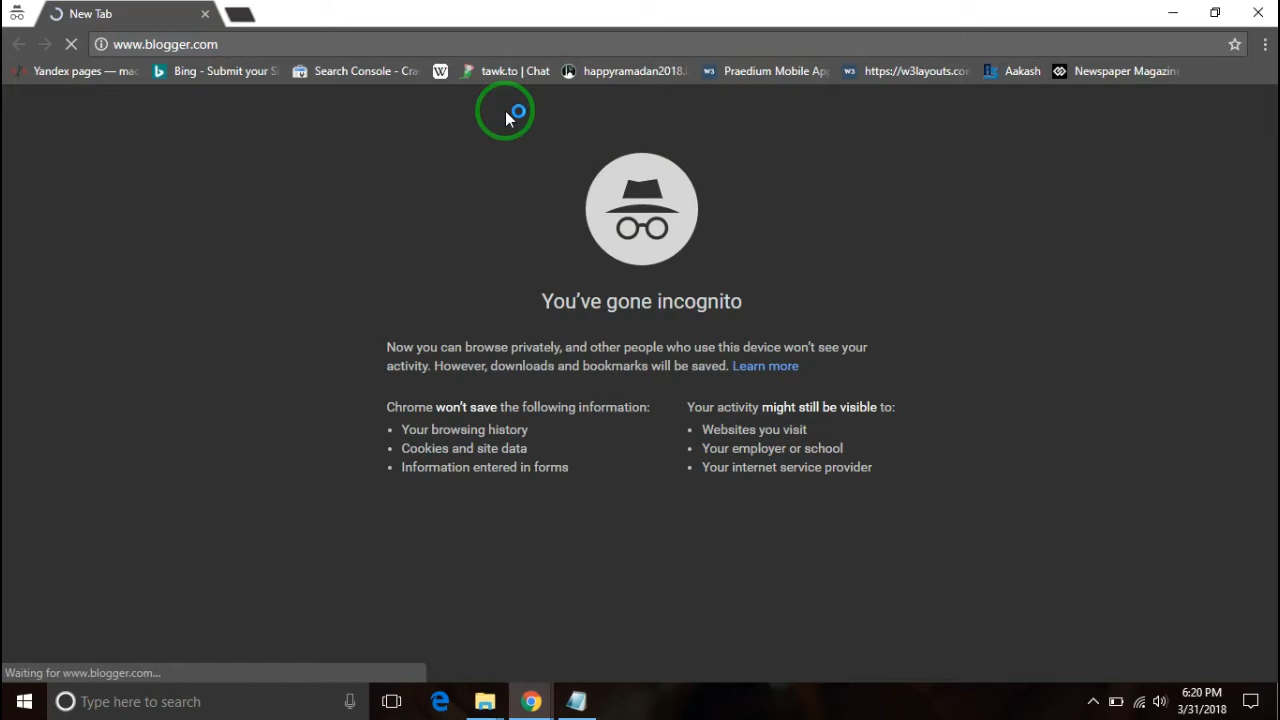 New Tab
www.blogger.com
Yandex pages — mac Bing - Submit your Si Search Console - Cra W tawk.to | Chat happyramadan2018. W3 Praedium Mobile Ap W3 https://w3layouts.co Aakash Newspaper Magazin
You've gone incognito
Now you can browse privately, and other people who use this device won't see your
activity. However, downloads and bookmarks will be saved. Learn more
Chrome won't save the following information:
• Your browsing history
• Cookies and site data
• Information entered in forms
Your activity might still be visible to:
• Websites you visit
• Your employer or school
• Your internet service provider
Waiting for www.blogger.com...
Type here to search
6:20 PM
3/31/2018